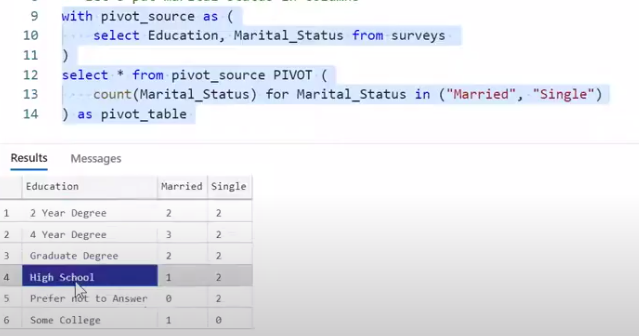 9 with pivot_source as (
10 select Education, Marital_Status from surveys
11 )
12 select * from pivot_source PIVOT (
13 count(Marital_Status) for Marital_Status in ("Married", "Single")
14 ) as pivot_table
Results Messages
Education Married Single
1 2 Year Degree 2 2
2 4 Year Degree 3 2
3 Graduate Degree 2 2
4 High School 1 2
5 Prefer not to Answer 0 2
6 Some College 1 0